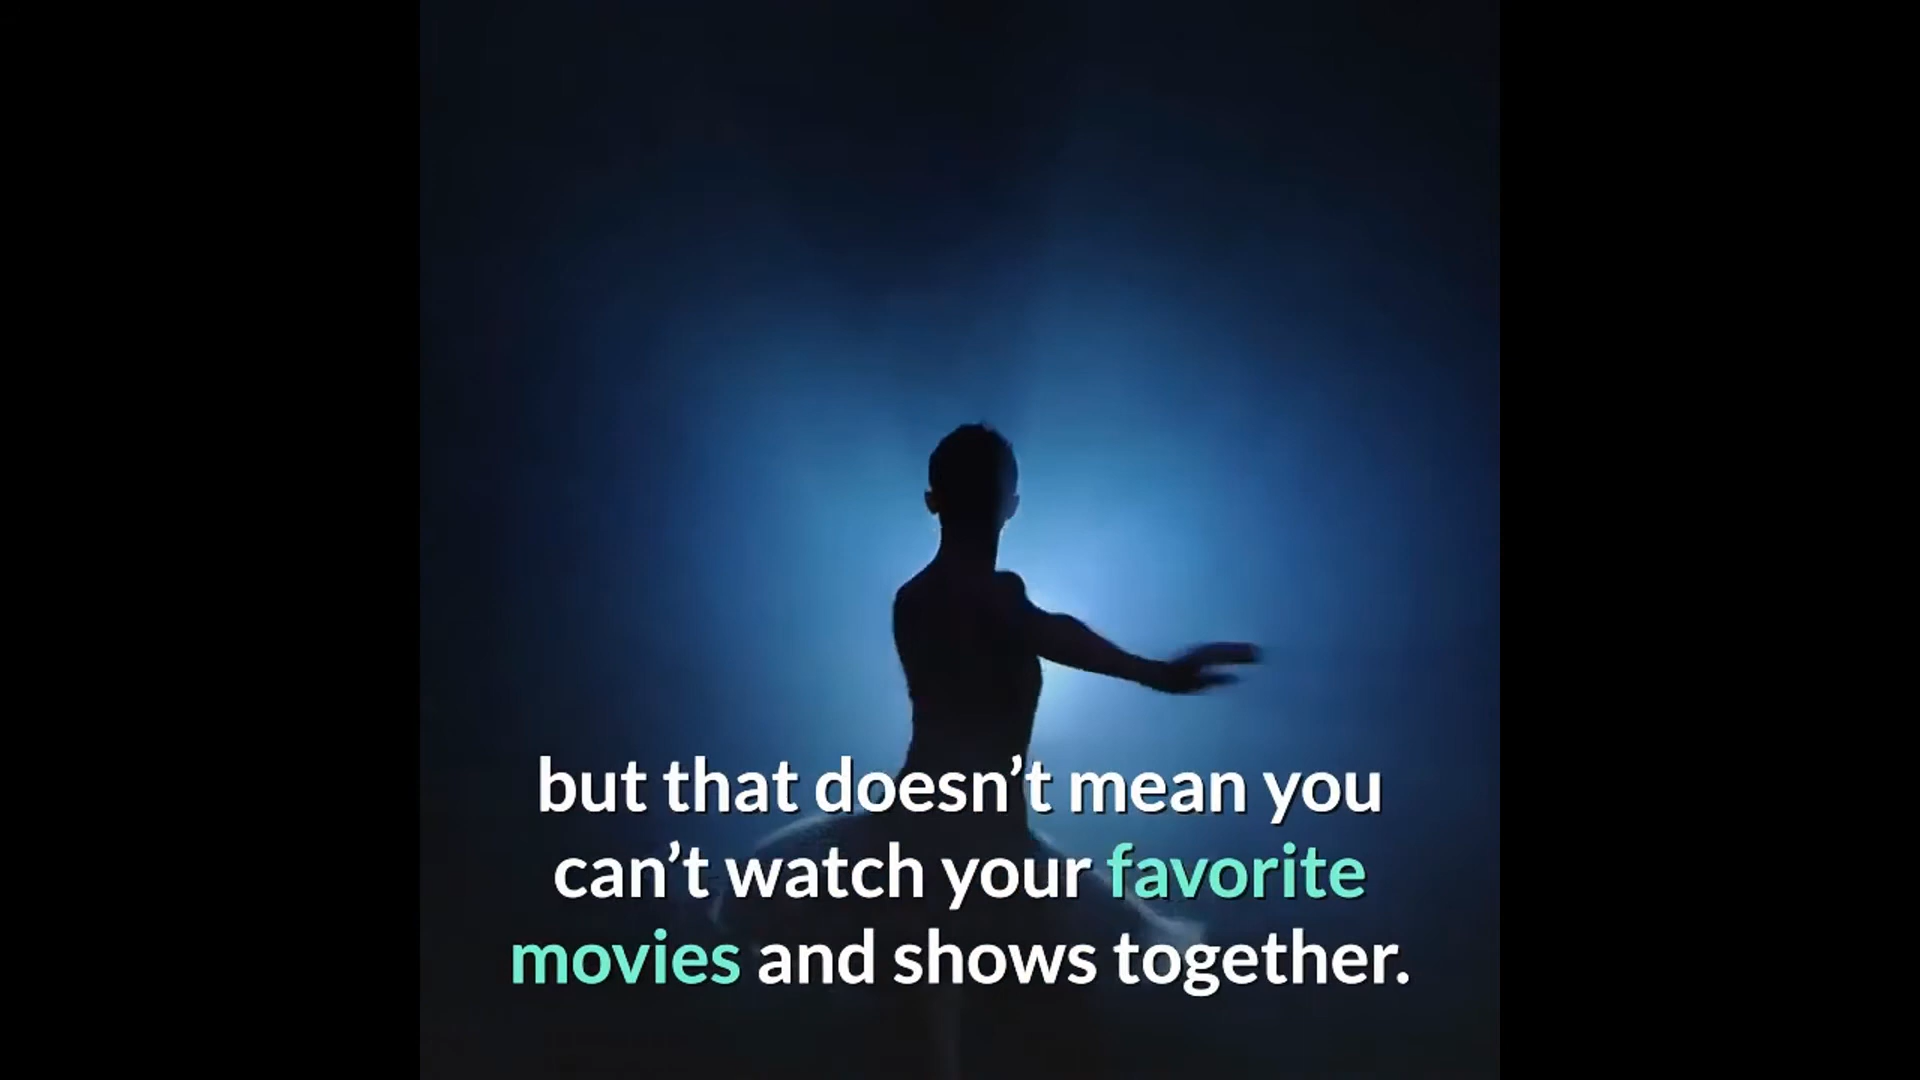 but that doesn’t mean you
can’t watch your favorite
movies and shows together.